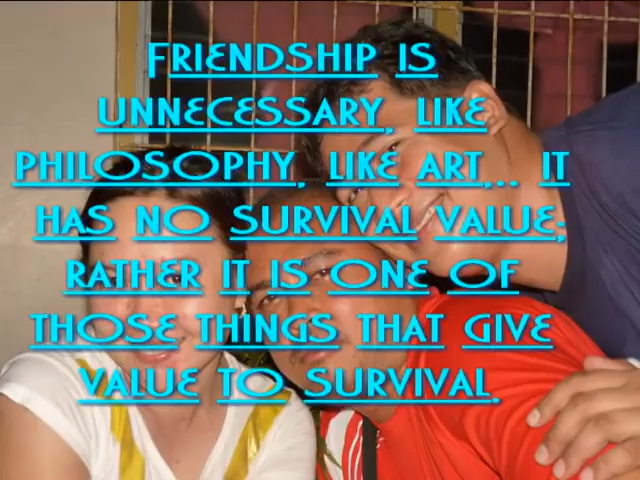 Friendship is
unnecessary, like
philosophy, like art,.. it
has no survival value;
rather it is one of
those things that give
value to survival.